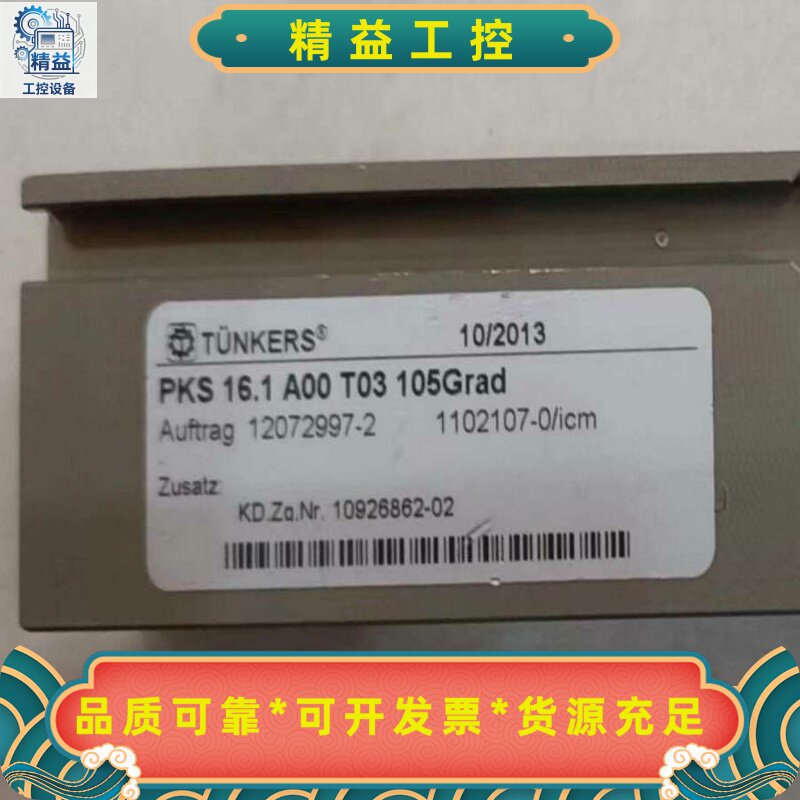 精益工控
精益
工控设备
TÜNKERS® 10/2013
PKS 16.1 A00 T03 105Grad
Auftrag 12072997-2 1102107-0/icm
Zusatz
KD.Zg.Nr. 10926862-02
品质可靠*可开发票*货源充足